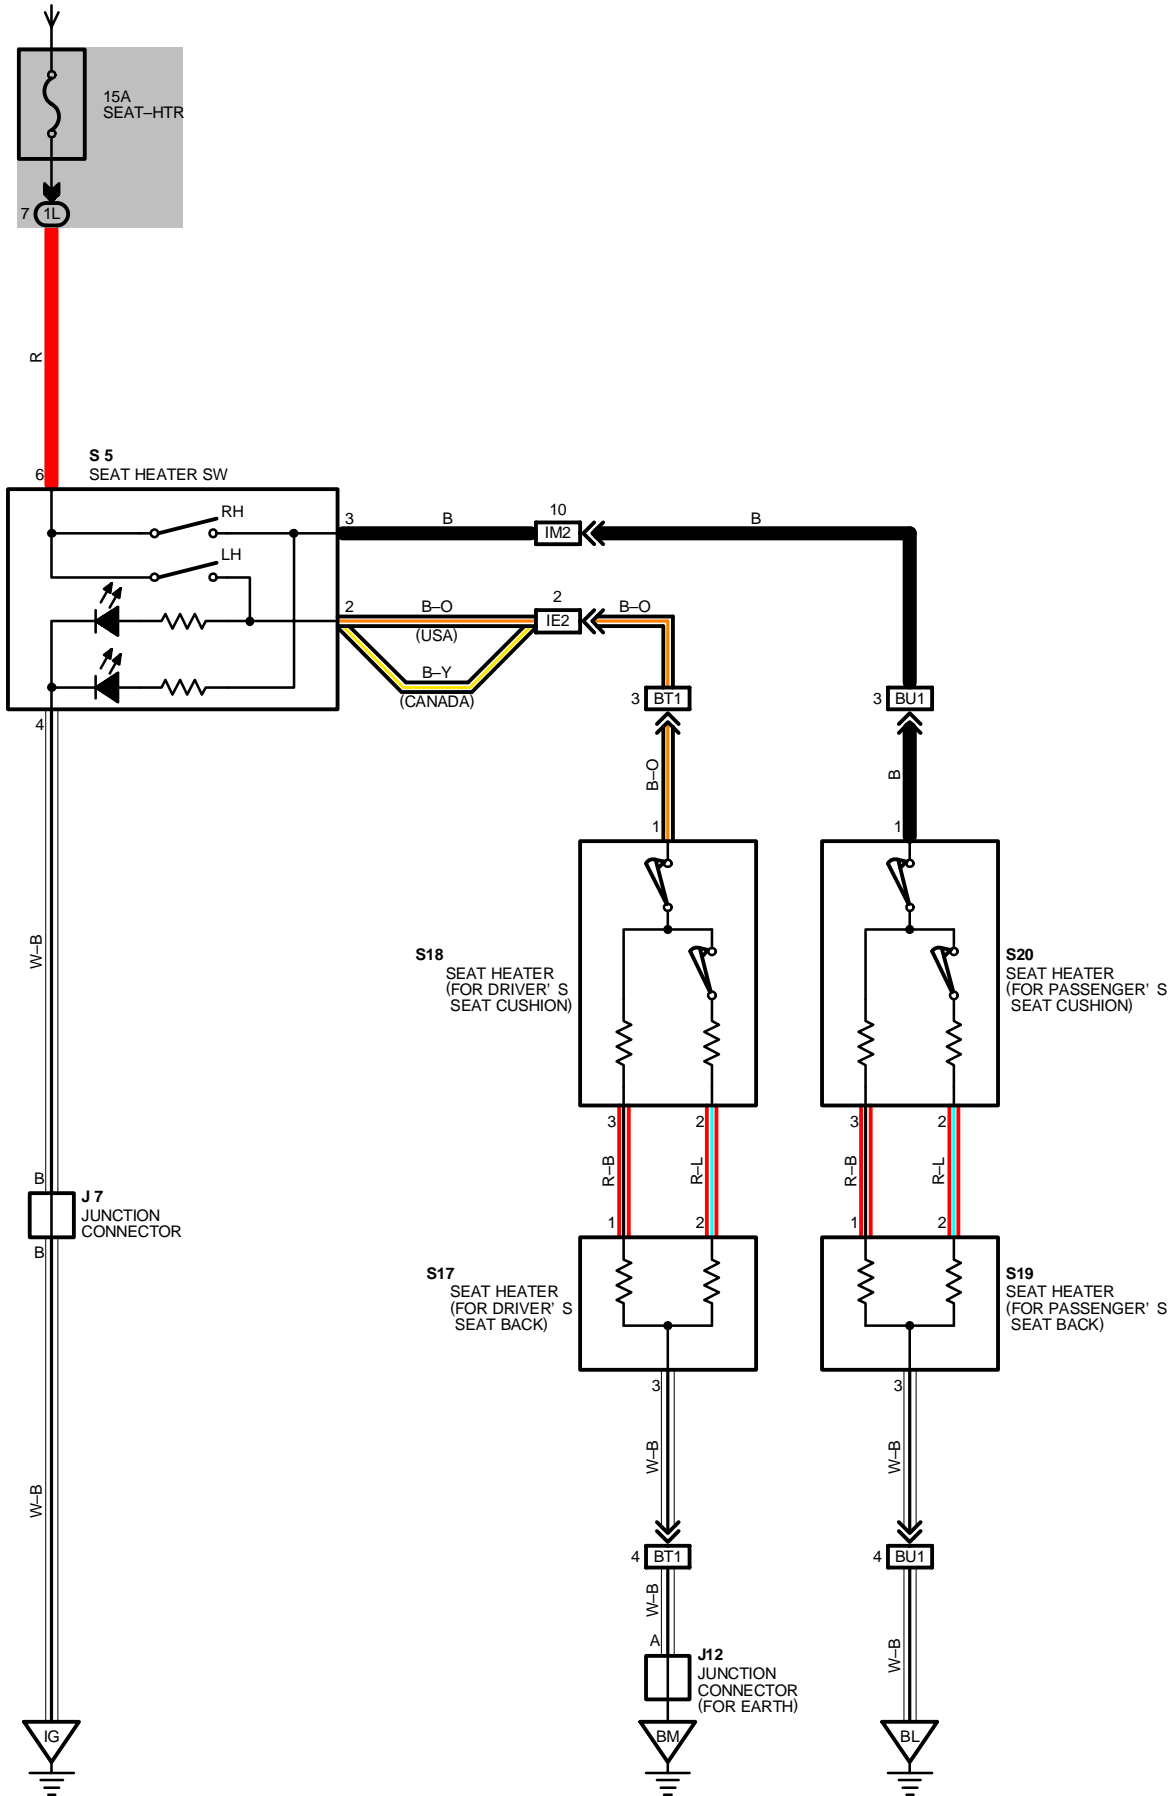 15A
SEAT–HTR
7
1L
R
S 5
SEAT HEATER SW
6
RH
LH
3
B
10
IM2
B
2
B–O
(USA)
B–Y
(CANADA)
2
IE2
B–O
3
BT1
3
BU1
4
B–O
B
1
1
W–B
S18
SEAT HEATER
(FOR DRIVER' S
SEAT CUSHION)
S20
SEAT HEATER
(FOR PASSENGER' S
SEAT CUSHION)
3
2
3
2
R–B
R–L
R–B
R–L
1
2
1
2
B
J 7
JUNCTION
CONNECTOR
B
S17
SEAT HEATER
(FOR DRIVER' S
SEAT BACK)
S19
SEAT HEATER
(FOR PASSENGER' S
SEAT BACK)
3
3
W–B
W–B
W–B
4
BT1
4
BU1
W–B
W–B
A
J12
JUNCTION
CONNECTOR
(FOR EARTH)
IG
BM
BL